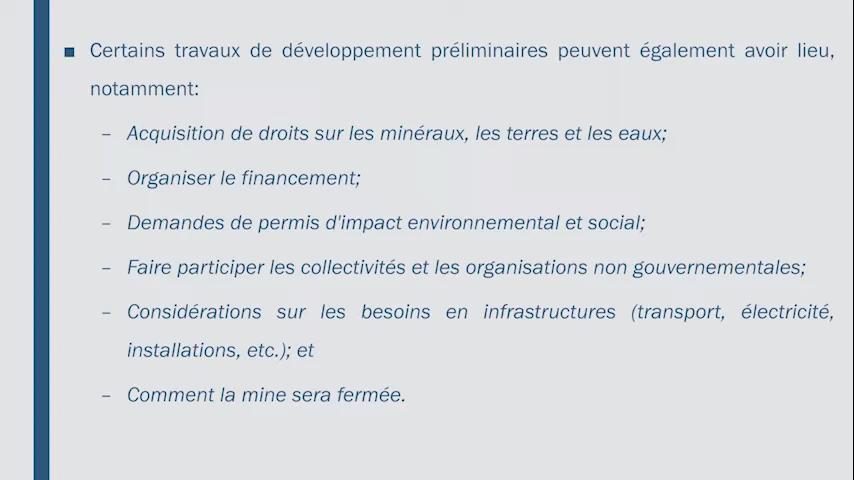 ■ Certains travaux de développement préliminaires peuvent également avoir lieu,
notamment:
– Acquisition de droits sur les minéraux, les terres et les eaux;
– Organiser le financement;
– Demandes de permis d'impact environnemental et social;
– Faire participer les collectivités et les organisations non gouvernementales;
– Considérations sur les besoins en infrastructures (transport, électricité,
installations, etc.); et
– Comment la mine sera fermée.